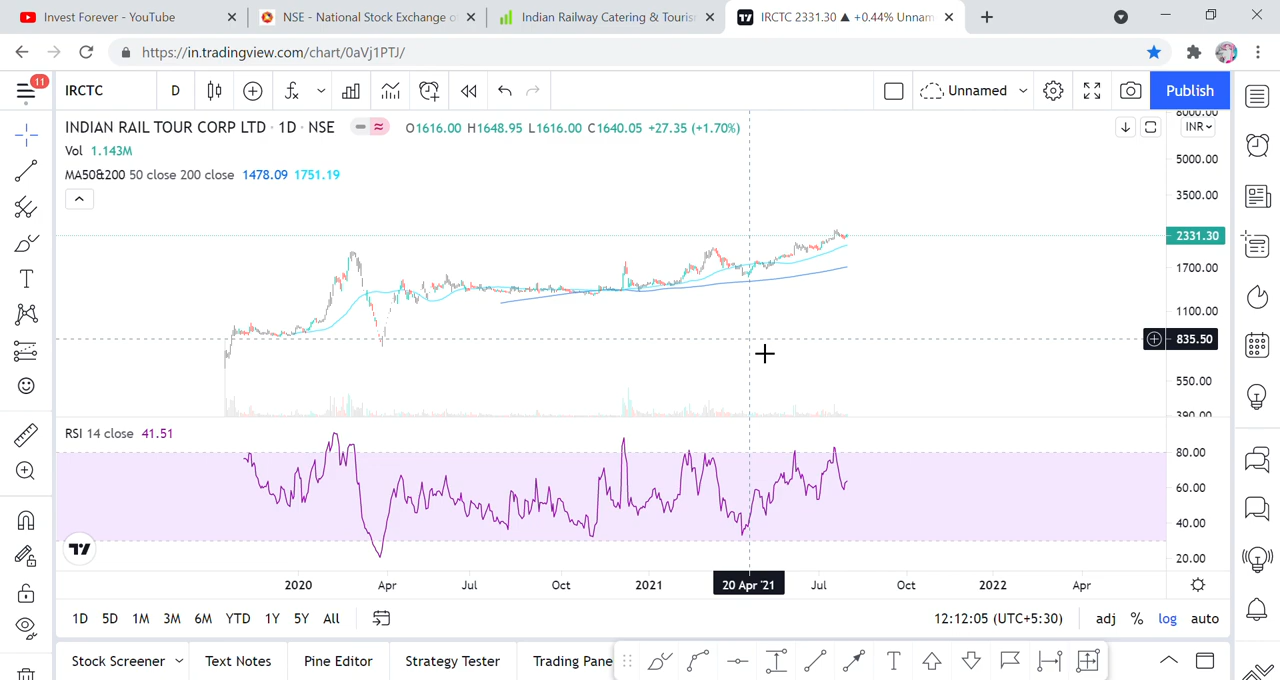 Invest Forever - YouTube
NSE - National Stock Exchange o
Indian Railway Catering & Touris
IRCTC 2331.30 ▲ +0.44% Unnam
https://in.tradingview.com/chart/0aVj1PTJ/
11
IRCTC
D
Unnamed
Publish
INDIAN RAIL TOUR CORP LTD · 1D · NSE
O1616.00 H1648.95 L1616.00 C1640.05 +27.35 (+1.70%)
INR
Vol 1.143M
MA50&200 50 close 200 close 1478.09 1751.19
8000.00
5000.00
3500.00
2331.30
1700.00
1100.00
835.50
550.00
390.00
RSI 14 close 41.51
80.00
60.00
40.00
20.00
2020
Apr
Jul
Oct
2021
20 Apr '21
Jul
Oct
2022
Apr
1D 5D 1M 3M 6M YTD 1Y 5Y All
12:12:05 (UTC+5:30)
adj % log auto
Stock Screener
Text Notes
Pine Editor
Strategy Tester
Trading Pane